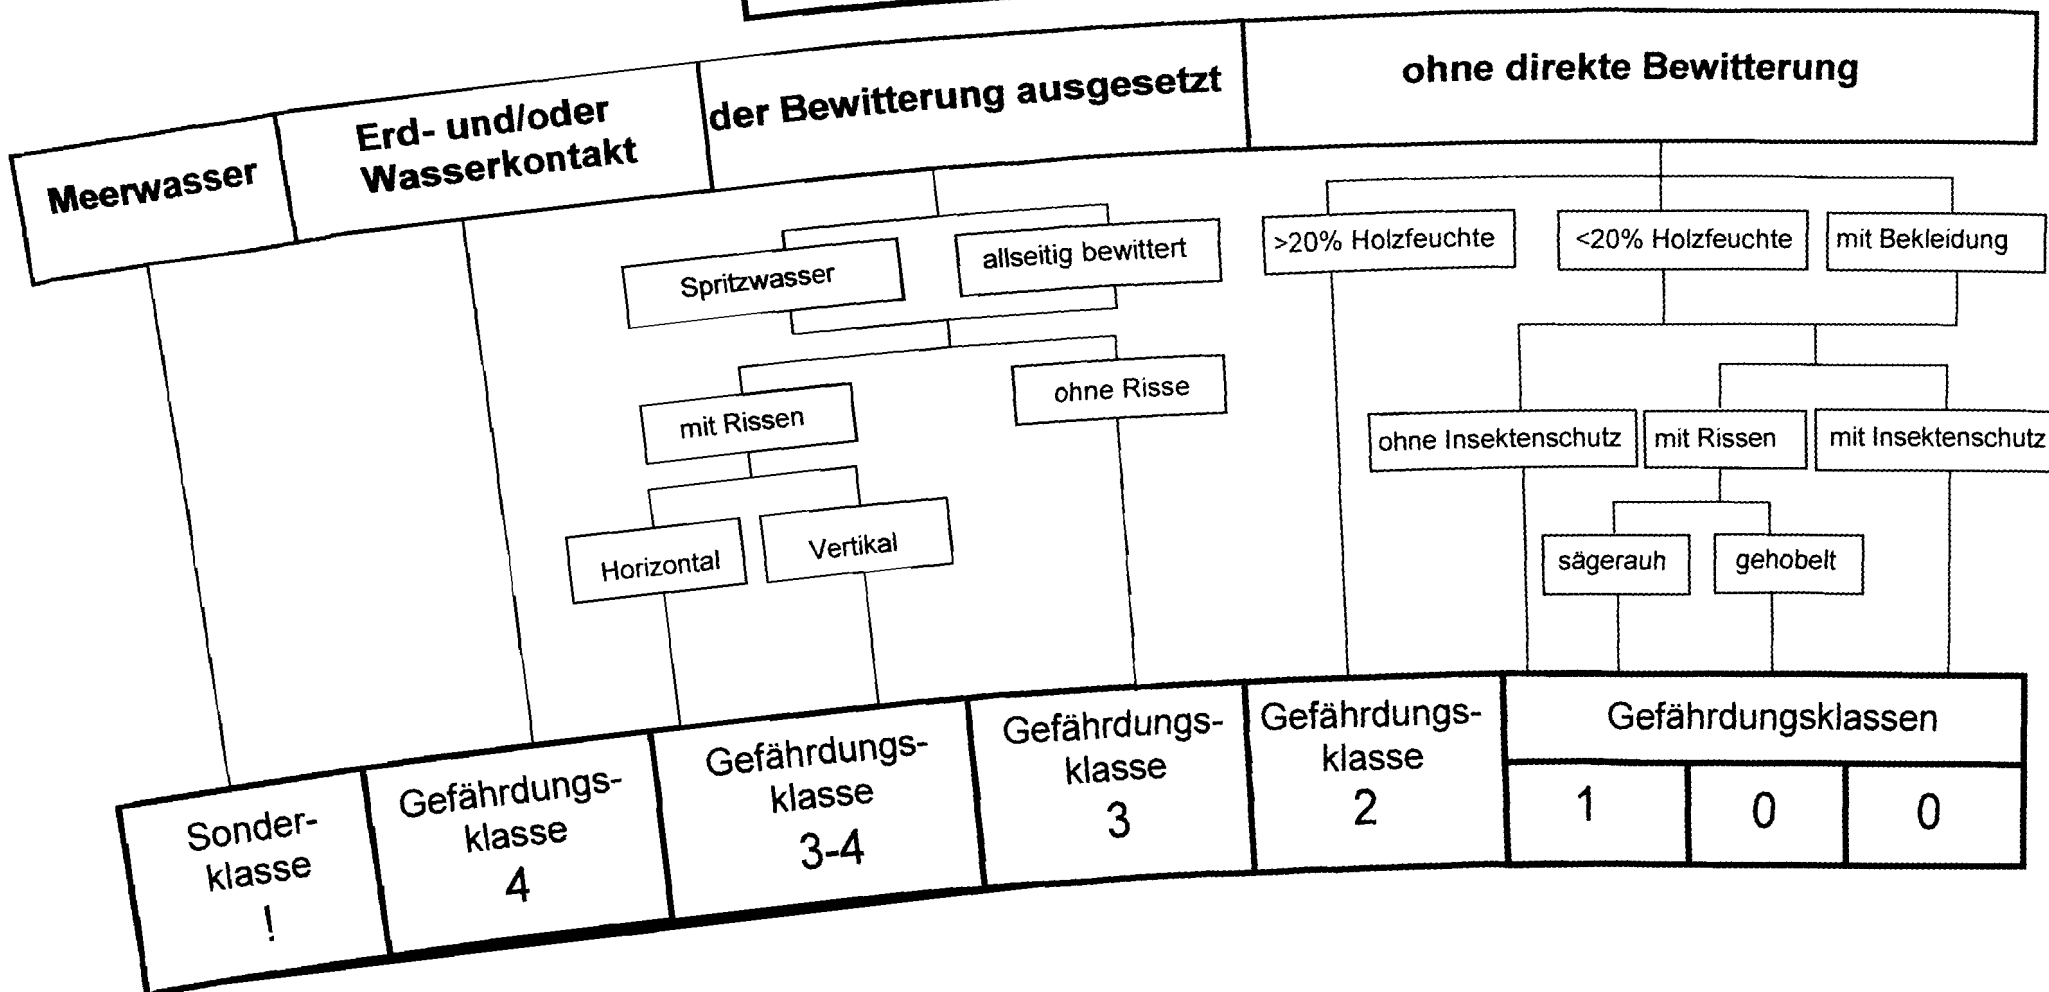 Meerwasser
Erd- und/oder
Wasserkontakt
der Bewitterung ausgesetzt
ohne direkte Bewitterung
Spritzwasser
allseitig bewittert
>20% Holzfeuchte
<20% Holzfeuchte
mit Bekleidung
mit Rissen
ohne Risse
ohne Insektenschutz
mit Rissen
mit Insektenschutz
Horizontal
Vertikal
sägerauh
gehobelt
Sonder-
klasse
!
Gefährdungs-
klasse
4
Gefährdungs-
klasse
3-4
Gefährdungs-
klasse
3
Gefährdungs-
klasse
2
Gefährdungsklassen
1
0
0